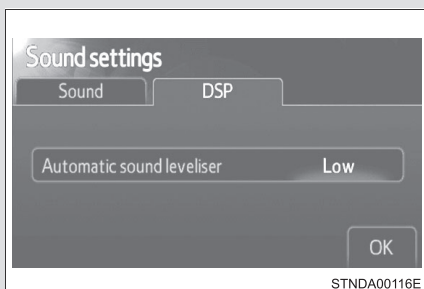 Sound settings
Sound DSP
Automatic sound leveliser Low
OK
STNDA00116E